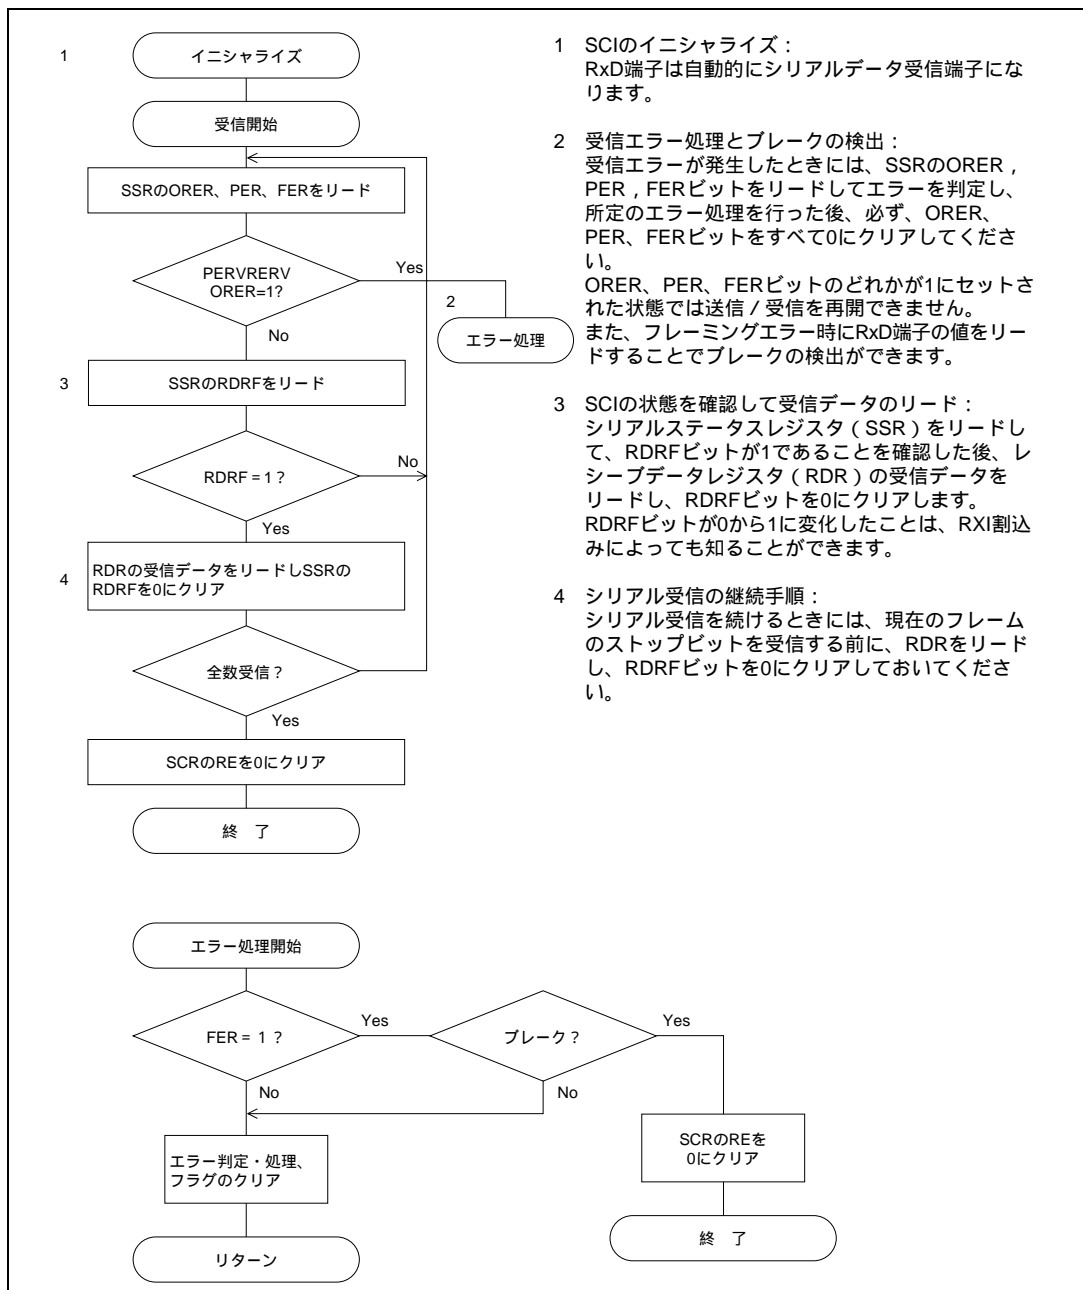 1
イニシャライズ
受信開始
SSRのORER、PER、FERをリード
PERVRERV
ORER=1?
Yes
2
エラー処理
No
3
SSRのRDRFをリード
RDRF = 1 ?
No
Yes
4
RDRの受信データをリードしSSRの
RDRFを0にクリア
全数受信？
Yes
SCRのREを0にクリア
終　了
1 SCIのイニシャライズ：
RxD端子は自動的にシリアルデータ受信端子にな
ります。
2 受信エラー処理とブレークの検出：
受信エラーが発生したときには、SSRのORER，
PER，FERビットをリードしてエラーを判定し、
所定のエラー処理を行った後、必ず、ORER、
PER、FERビットをすべて0にクリアしてくださ
い。
ORER、PER、FERビットのどれかが1にセットさ
れた状態では送信／受信を再開できません。
また、フレーミングエラー時にRxD端子の値をリー
ドすることでブレークの検出ができます。
3 SCIの状態を確認して受信データのリード：
シリアルステータスレジスタ（SSR）をリードし
て、RDRFビットが1であることを確認した後、レ
シーブデータレジスタ（RDR）の受信データを
リードし、RDRFビットを0にクリアします。
RDRFビットが0から1に変化したことは、RXI割込
みによっても知ることができます。
4 シリアル受信の継続手順：
シリアル受信を続けるときには、現在のフレーム
のストップビットを受信する前に、RDRをリード
し、RDRFビットを0にクリアしておいてくださ
い。
エラー処理開始
FER = 1 ?
Yes
ブレーク？
Yes
No
No
エラー判定・処理、
フラグのクリア
SCRのREを
0にクリア
リターン
終　了